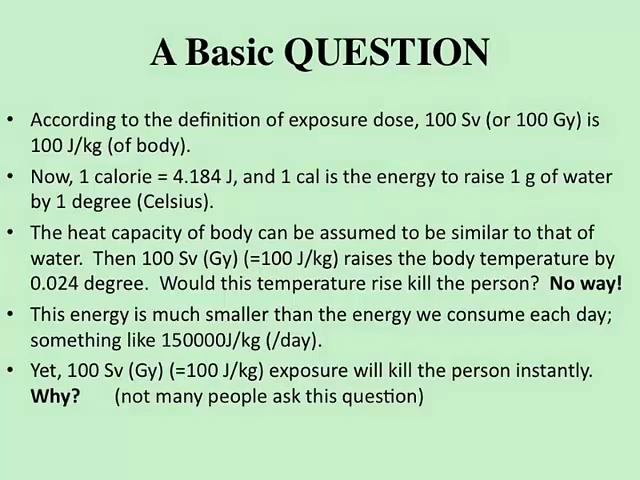 A Basic QUESTION
• According to the definition of exposure dose, 100 Sv (or 100 Gy) is
100 J/kg (of body).
• Now, 1 calorie = 4.184 J, and 1 cal is the energy to raise 1 g of water
by 1 degree (Celsius).
• The heat capacity of body can be assumed to be similar to that of
water. Then 100 Sv (Gy) (=100 J/kg) raises the body temperature by
0.024 degree. Would this temperature rise kill the person? No way!
• This energy is much smaller than the energy we consume each day;
something like 150000J/kg (/day).
• Yet, 100 Sv (Gy) (=100 J/kg) exposure will kill the person instantly.
Why? (not many people ask this question)